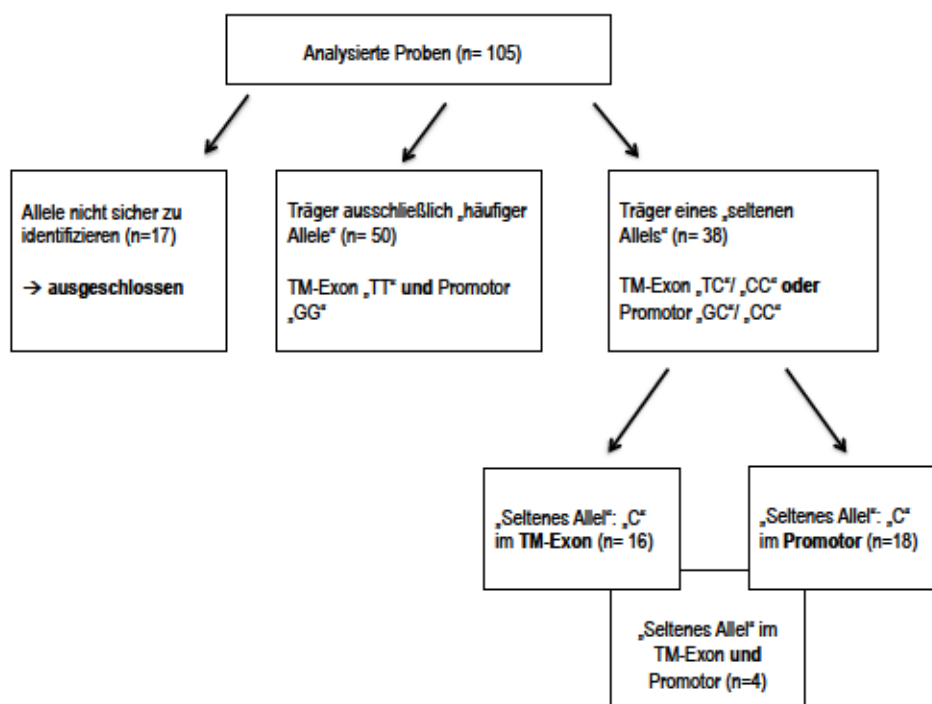 Analysierte Proben (n= 105)
Allele nicht sicher zu
identifizieren (n=17)
→ ausgeschlossen
Träger ausschließlich „häufiger
Allele“ (n= 50)
TM-Exon „TT“ und Promotor
„GG“
Träger eines „seltenen
Allels“ (n= 38)
TM-Exon „TC“/ „CC“ oder
Promotor „GC“/ „CC“
„Seltenes Allel“: „C“
im TM-Exon (n= 16)
„Seltenes Allel“: „C“
im Promotor (n=18)
„Seltenes Allel“ im
TM-Exon und
Promotor (n=4)